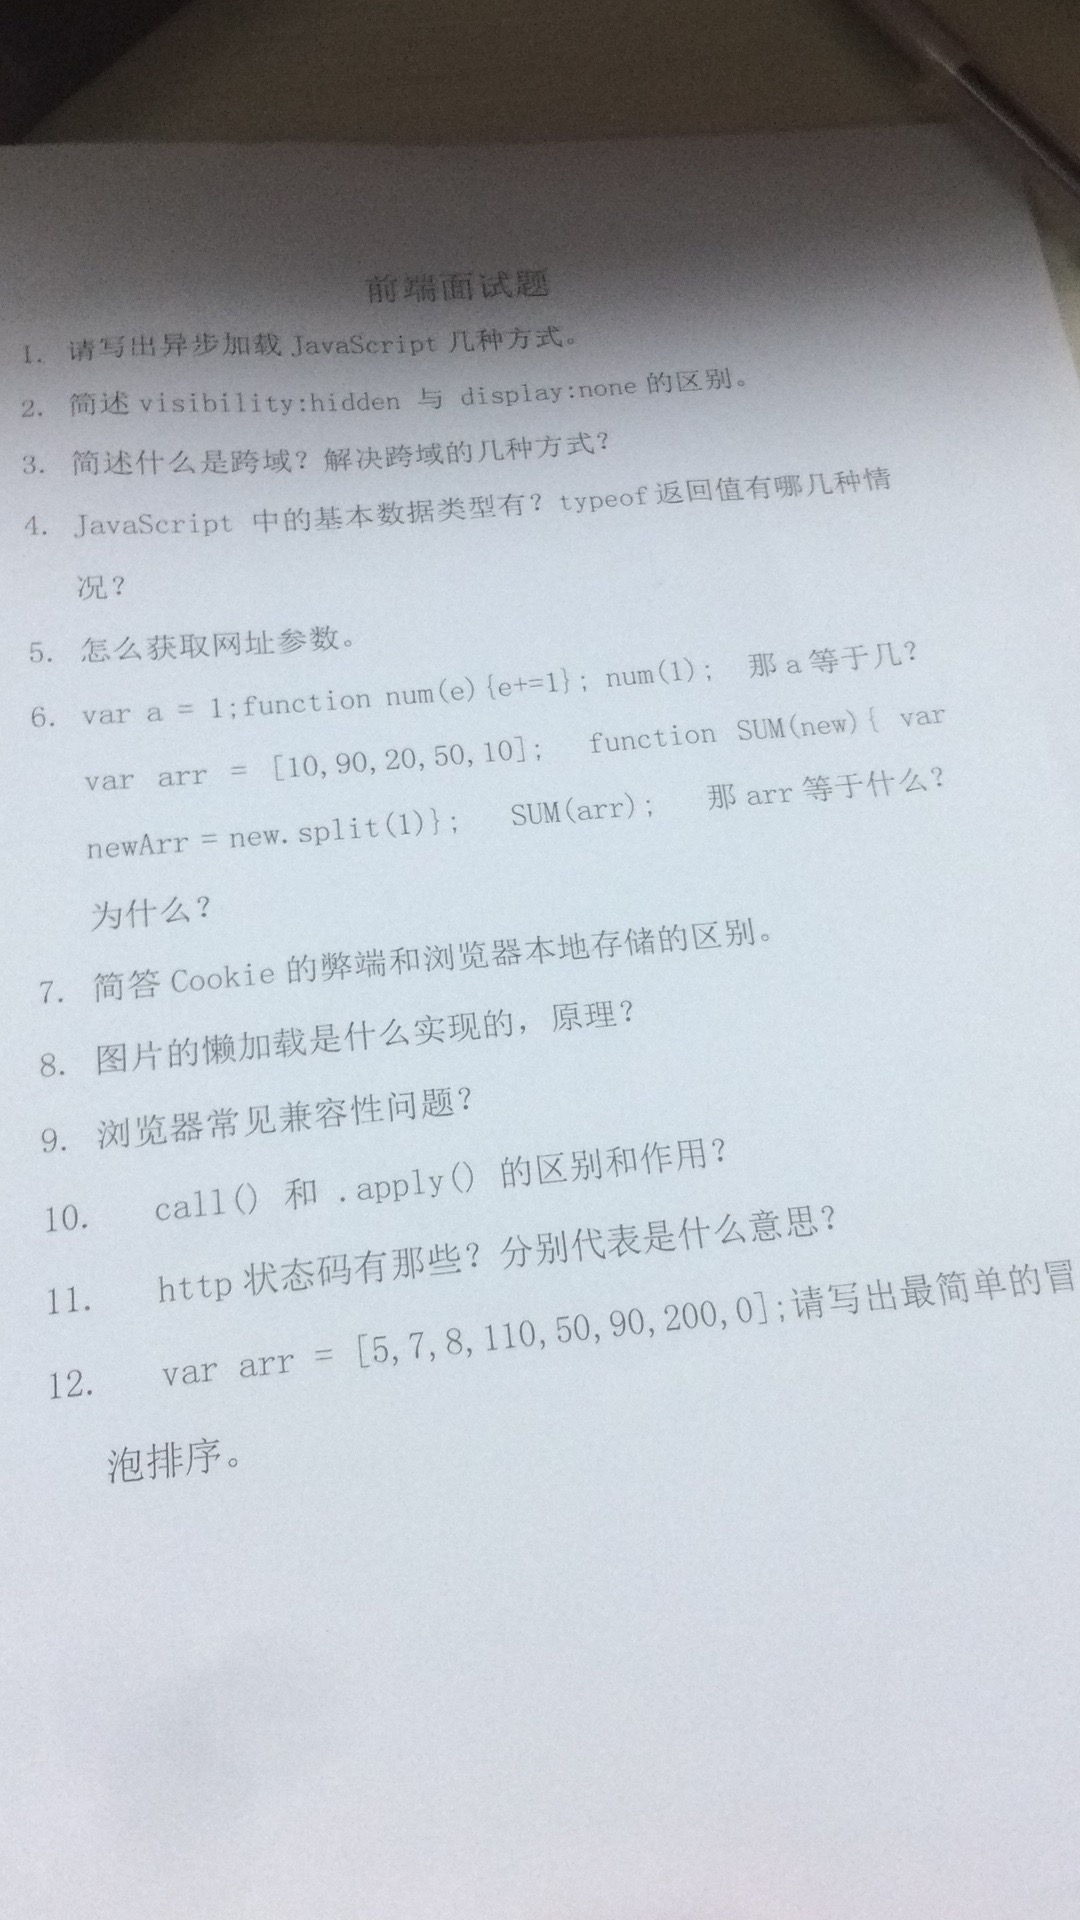 前端面试题
1. 请写出异步加载 JavaScript 几种方式。
2. 简述 visibility:hidden 与 display:none 的区别。
3. 简述什么是跨域？解决跨域的几种方式？
4. JavaScript 中的基本数据类型有？typeof 返回值有哪几种情
况？
5. 怎么获取网址参数。
6. var a = 1;function num(e){e+=1}; num(1); 那 a 等于几？
var arr = [10,90,20,50,10]; function SUM(new){ var
newArr = new.split(1)}; SUM(arr); 那 arr 等于什么？
为什么？
7. 简答 Cookie 的弊端和浏览器本地存储的区别。
8. 图片的懒加载是什么实现的，原理？
9. 浏览器常见兼容性问题？
10. call() 和 .apply() 的区别和作用？
11. http 状态码有那些？分别代表是什么意思？
12. var arr = [5,7,8,110,50,90,200,0];请写出最简单的冒
泡排序。